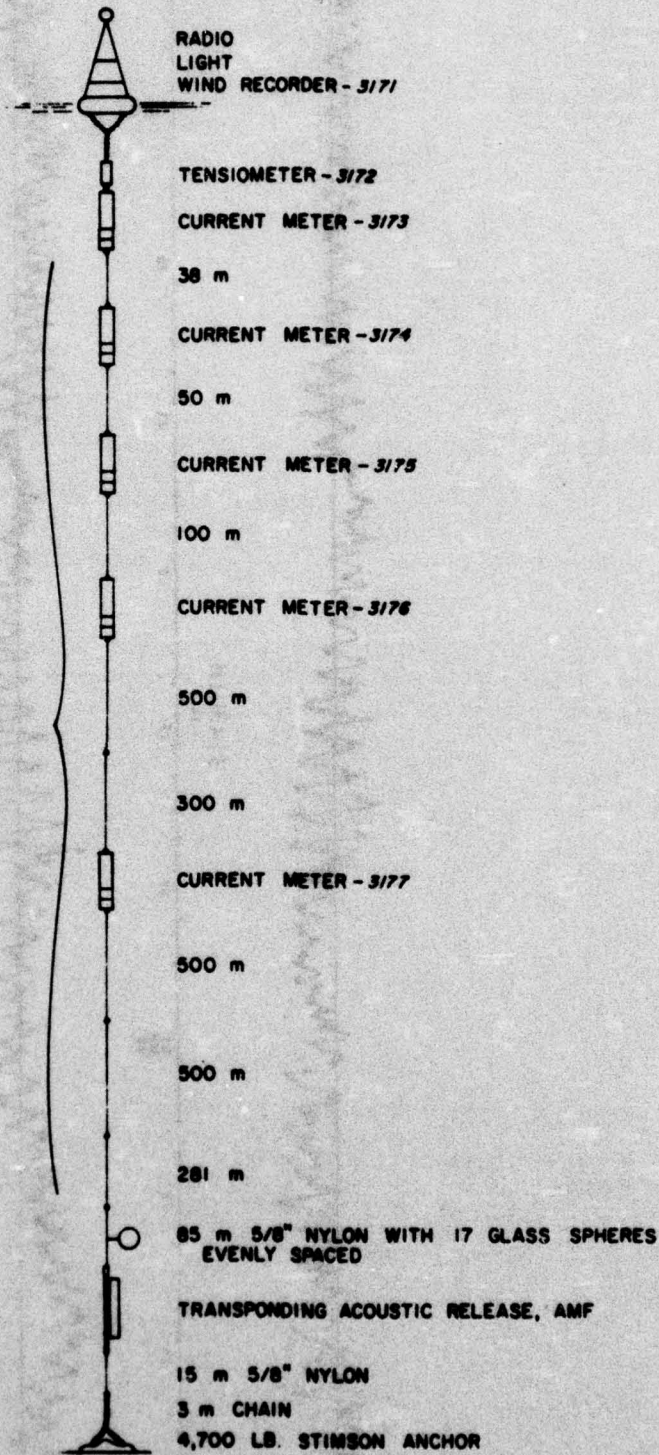 RADIO
LIGHT
WIND RECORDER - 3171
TENSIOMETER - 3172
CURRENT METER - 3173
38 m
CURRENT METER - 3174
50 m
CURRENT METER - 3175
100 m
CURRENT METER - 3176
500 m
300 m
CURRENT METER - 3177
500 m
500 m
281 m
85 m 5/8" NYLON WITH 17 GLASS SPHERES
EVENLY SPACED
TRANSPONDING ACOUSTIC RELEASE, AMF
15 m 5/8" NYLON
3 m CHAIN
4,700 LB. STIMSON ANCHOR